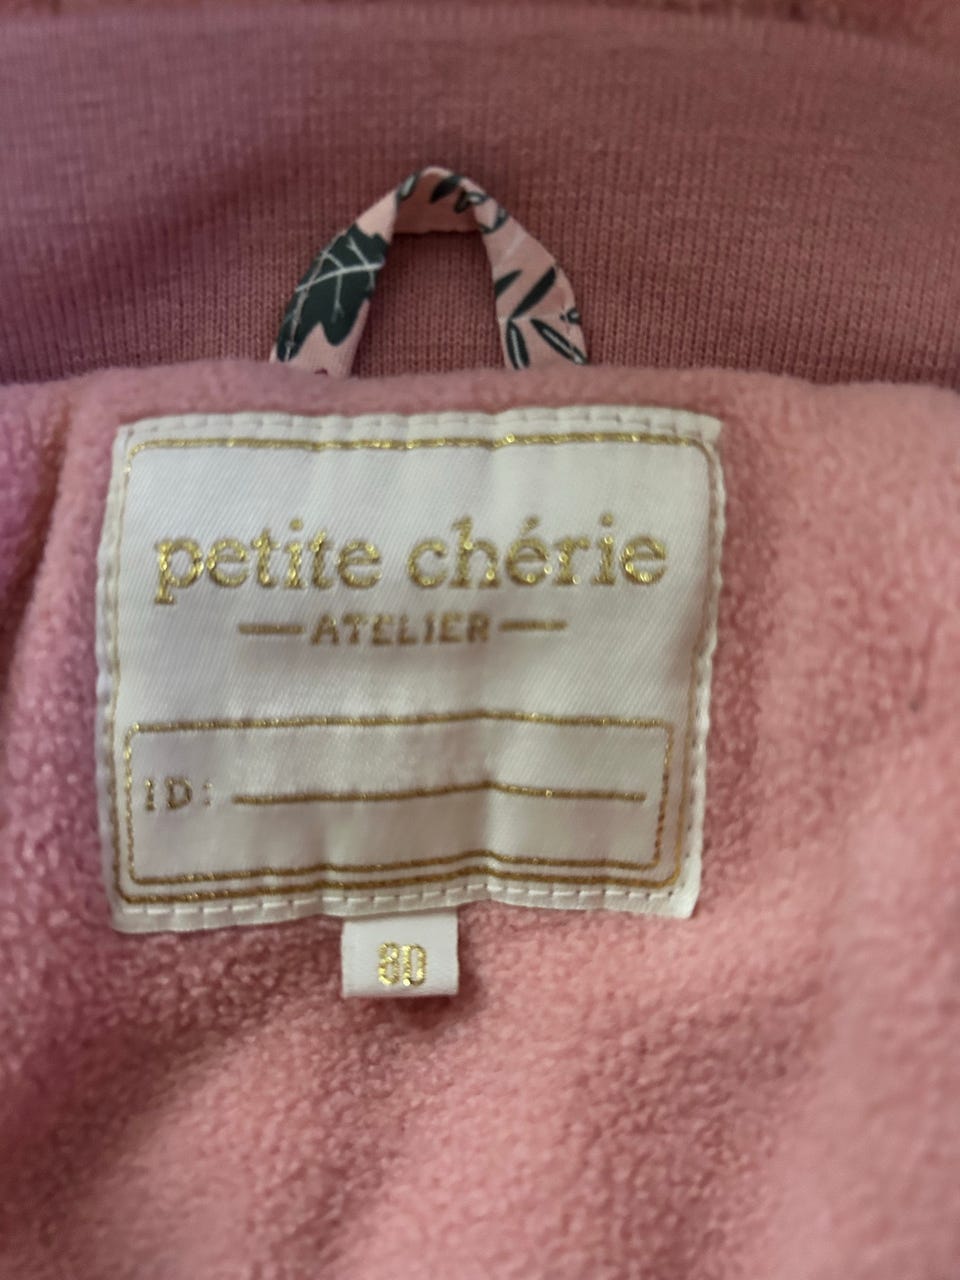 petite chérie
ATELIER
ID:
80